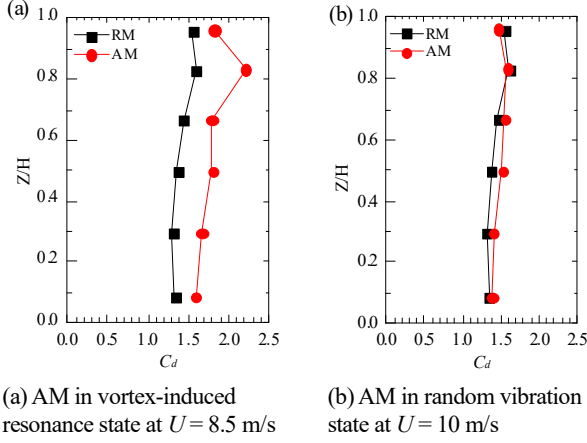 (a)
RM
AM
1.0
0.8
0.6
0.4
0.2
0.0
Z/H
0.0 0.5 1.0 1.5 2.0 2.5
C_d
(b)
RM
AM
1.0
0.8
0.6
0.4
0.2
0.0
Z/H
0.0 0.5 1.0 1.5 2.0 2.5
C_d
(a) AM in vortex-induced
resonance state at U = 8.5 m/s
(b) AM in random vibration
state at U = 10 m/s